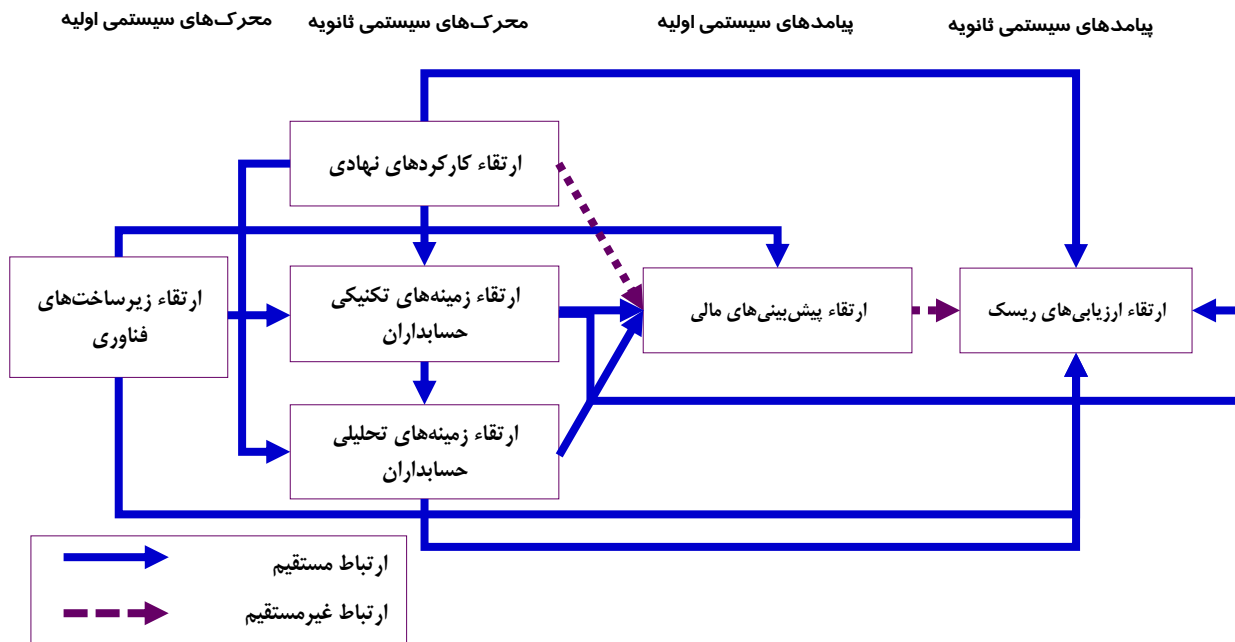 محرک‌های سیستمی اولیه
محرک‌های سیستمی ثانویه
پیامدهای سیستمی اولیه
پیامدهای سیستمی ثانویه
ارتقاء کارکردهای نهادی
ارتقاء زیرساخت‌های
فناوری
ارتقاء زمینه‌های تکنیکی
حسابداران
ارتقاء پیش‌بینی‌های مالی
ارتقاء ارزیابی‌های ریسک
ارتقاء زمینه‌های تحلیلی
حسابداران
ارتباط مستقیم
ارتباط غیرمستقیم